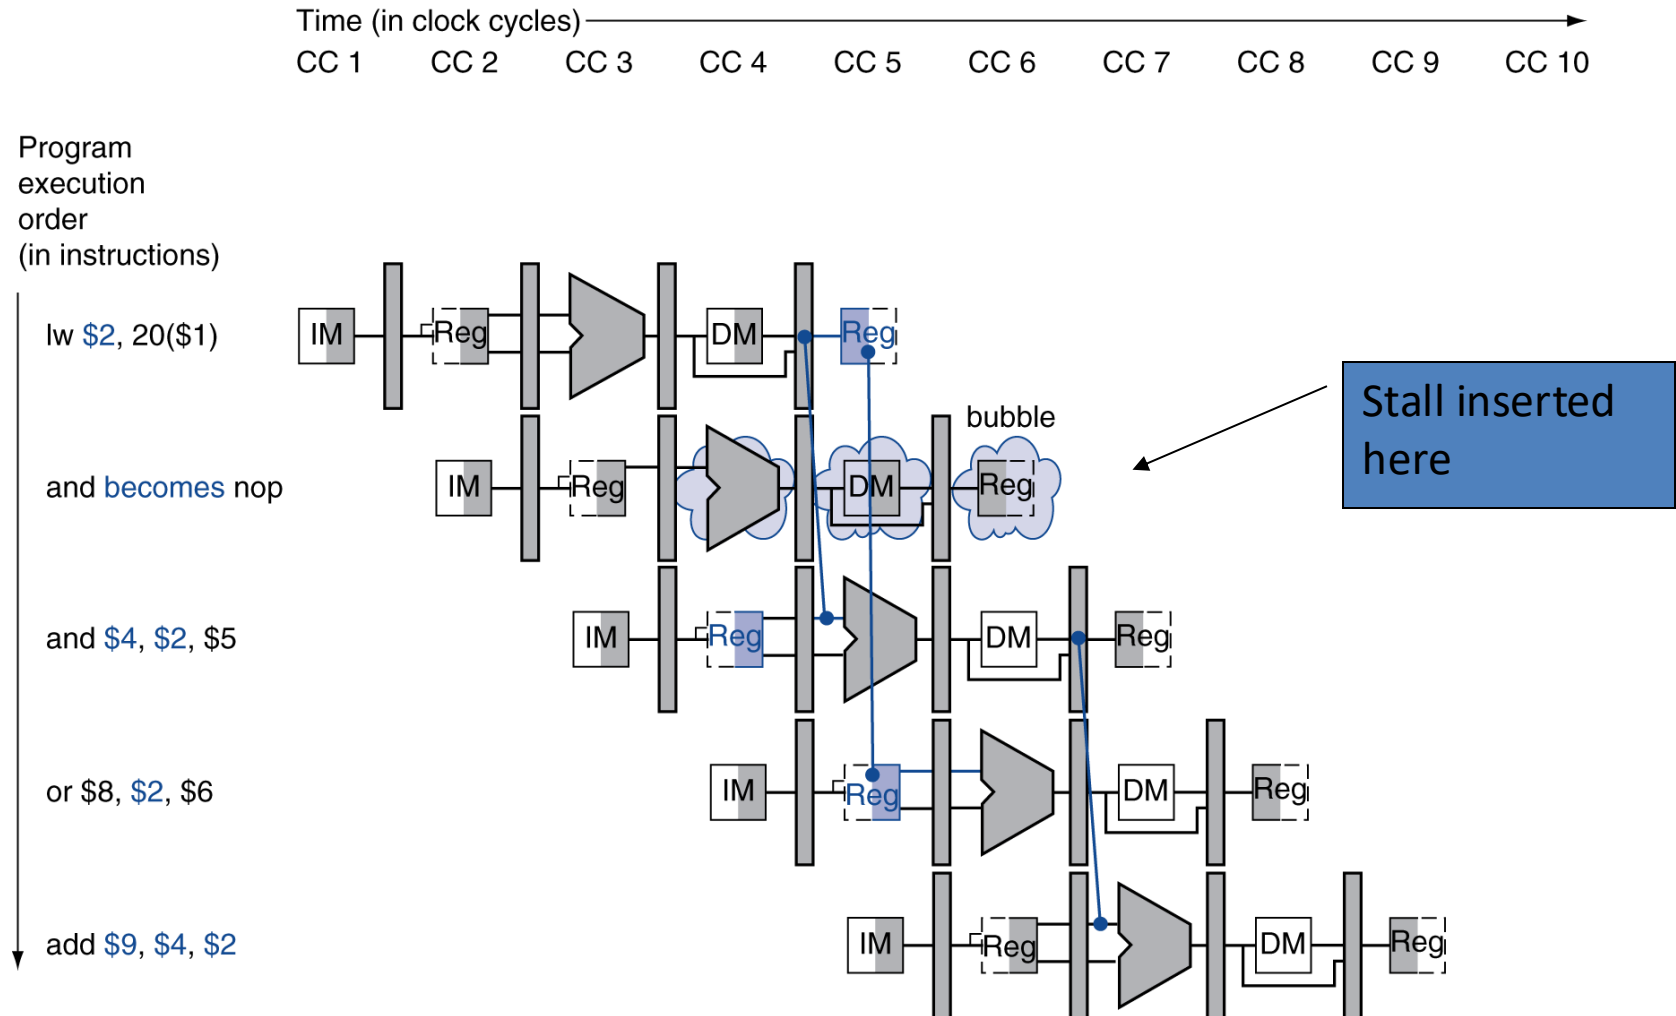 Time (in clock cycles)
CC 1 CC 2 CC 3 CC 4 CC 5 CC 6 CC 7 CC 8 CC 9 CC 10
Program
execution
order
(in instructions)
lw $2, 20($1)
IM Reg DM Reg
Stall inserted
here
bubble
and becomes nop
IM Reg DM Reg
and $4, $2, $5
IM Reg DM Reg
or $8, $2, $6
IM Reg DM Reg
add $9, $4, $2
IM Reg DM Reg